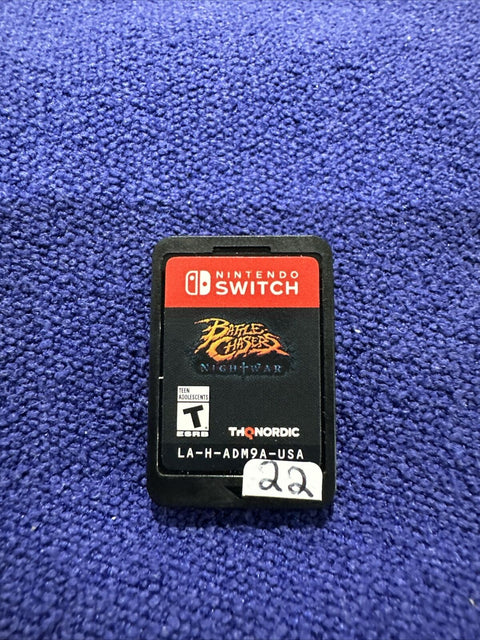 NINTENDO
SWITCH
BATTLE
CHASERS
NIGHTWAR
TEEN
ADOLESCENTS
T
ESRB
THQNORDIC
LA-H-ADM9A-USA
22